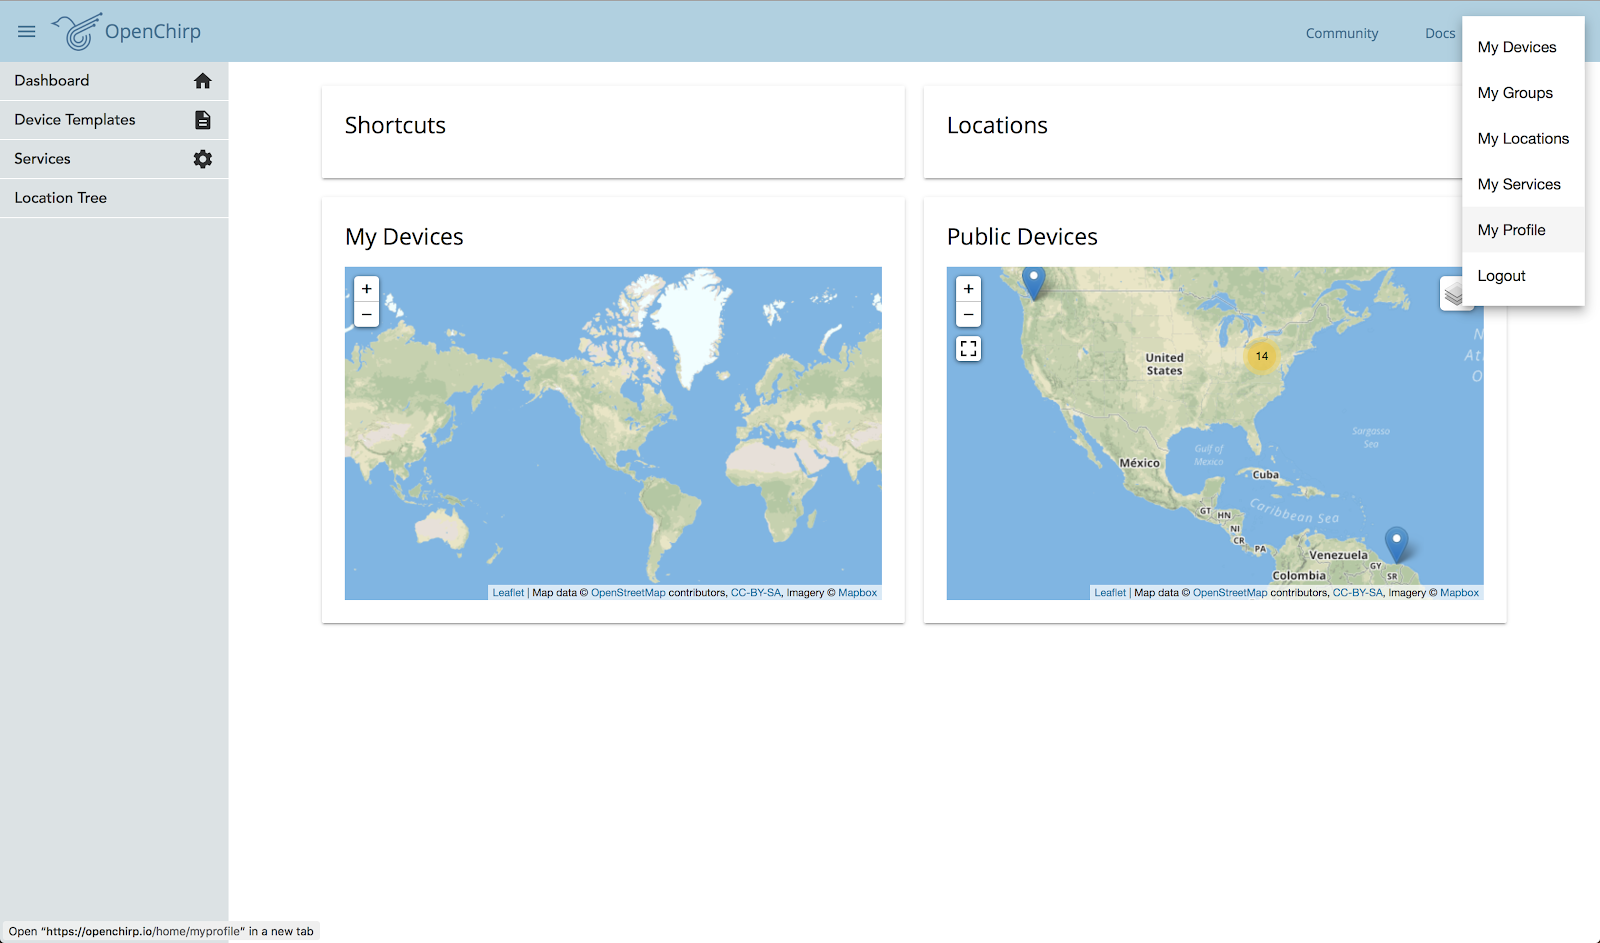 OpenChirp
Community
Docs
My Devices
My Groups
My Locations
My Services
My Profile
Logout
Dashboard
Device Templates
Services
Location Tree
Shortcuts
Locations
My Devices
+
−
Leaflet | Map data © OpenStreetMap contributors, CC-BY-SA, Imagery © Mapbox
Public Devices
+
−
14
United
States
N
At
O
Sargasso
Sea
Gulf of
Mexico
México
Cuba
Caribbean Sea
GT
HN
NI
CR
PA
Venezuela
GY
Colombia
SR
Leaflet | Map data © OpenStreetMap contributors, CC-BY-SA, Imagery © Mapbox
Open “https://openchirp.io/home/myprofile” in a new tab